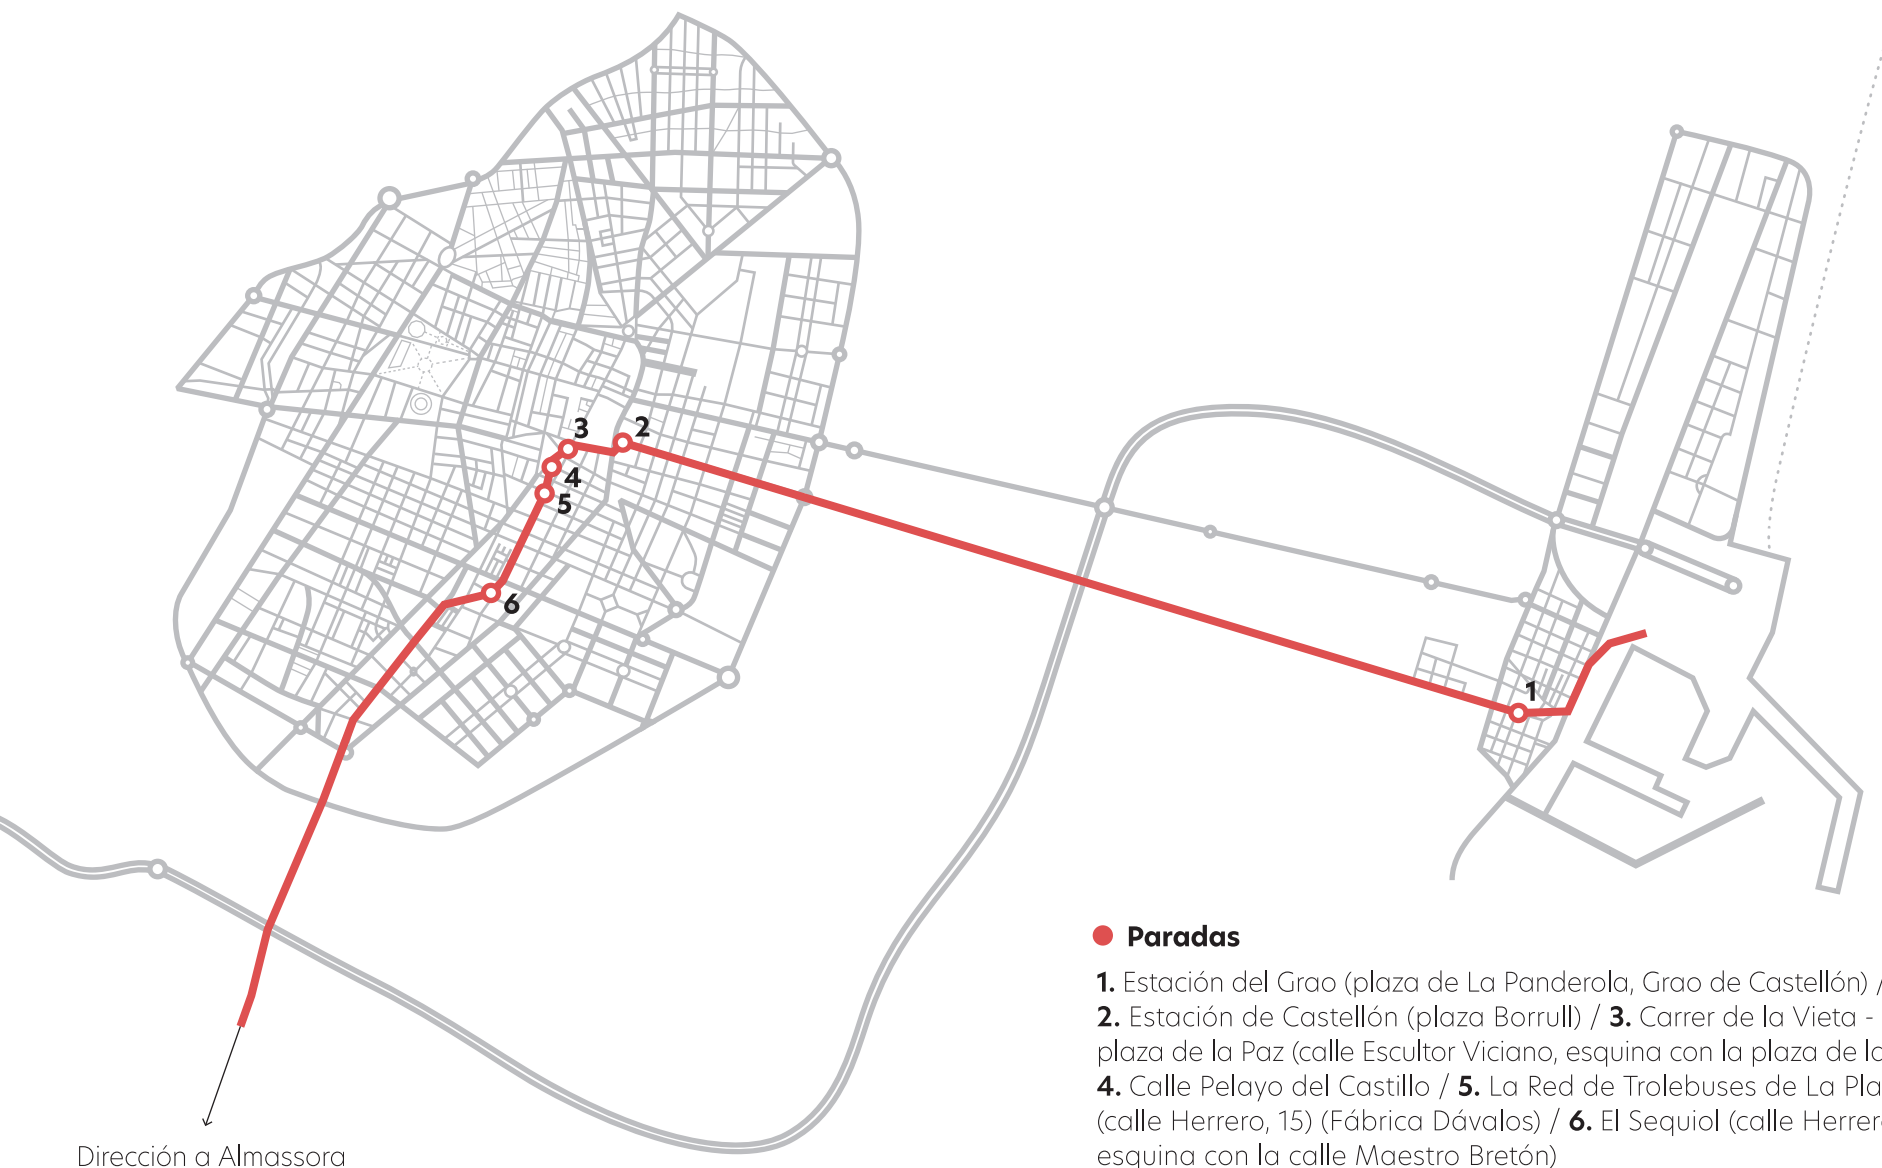 3
2
4
5
6
1
Paradas
1. Estación del Grao (plaza de La Panderola, Grao de Castellón) /
2. Estación de Castellón (plaza Borrull) / 3. Carrer de la Vieta -
plaza de la Paz (calle Escultor Viciano, esquina con la plaza de la
4. Calle Pelayo del Castillo / 5. La Red de Trolebuses de La Pla
(calle Herrero, 15) (Fábrica Dávalos) / 6. El Sequiol (calle Herrer
esquina con la calle Maestro Bretón)
Dirección a Almassora